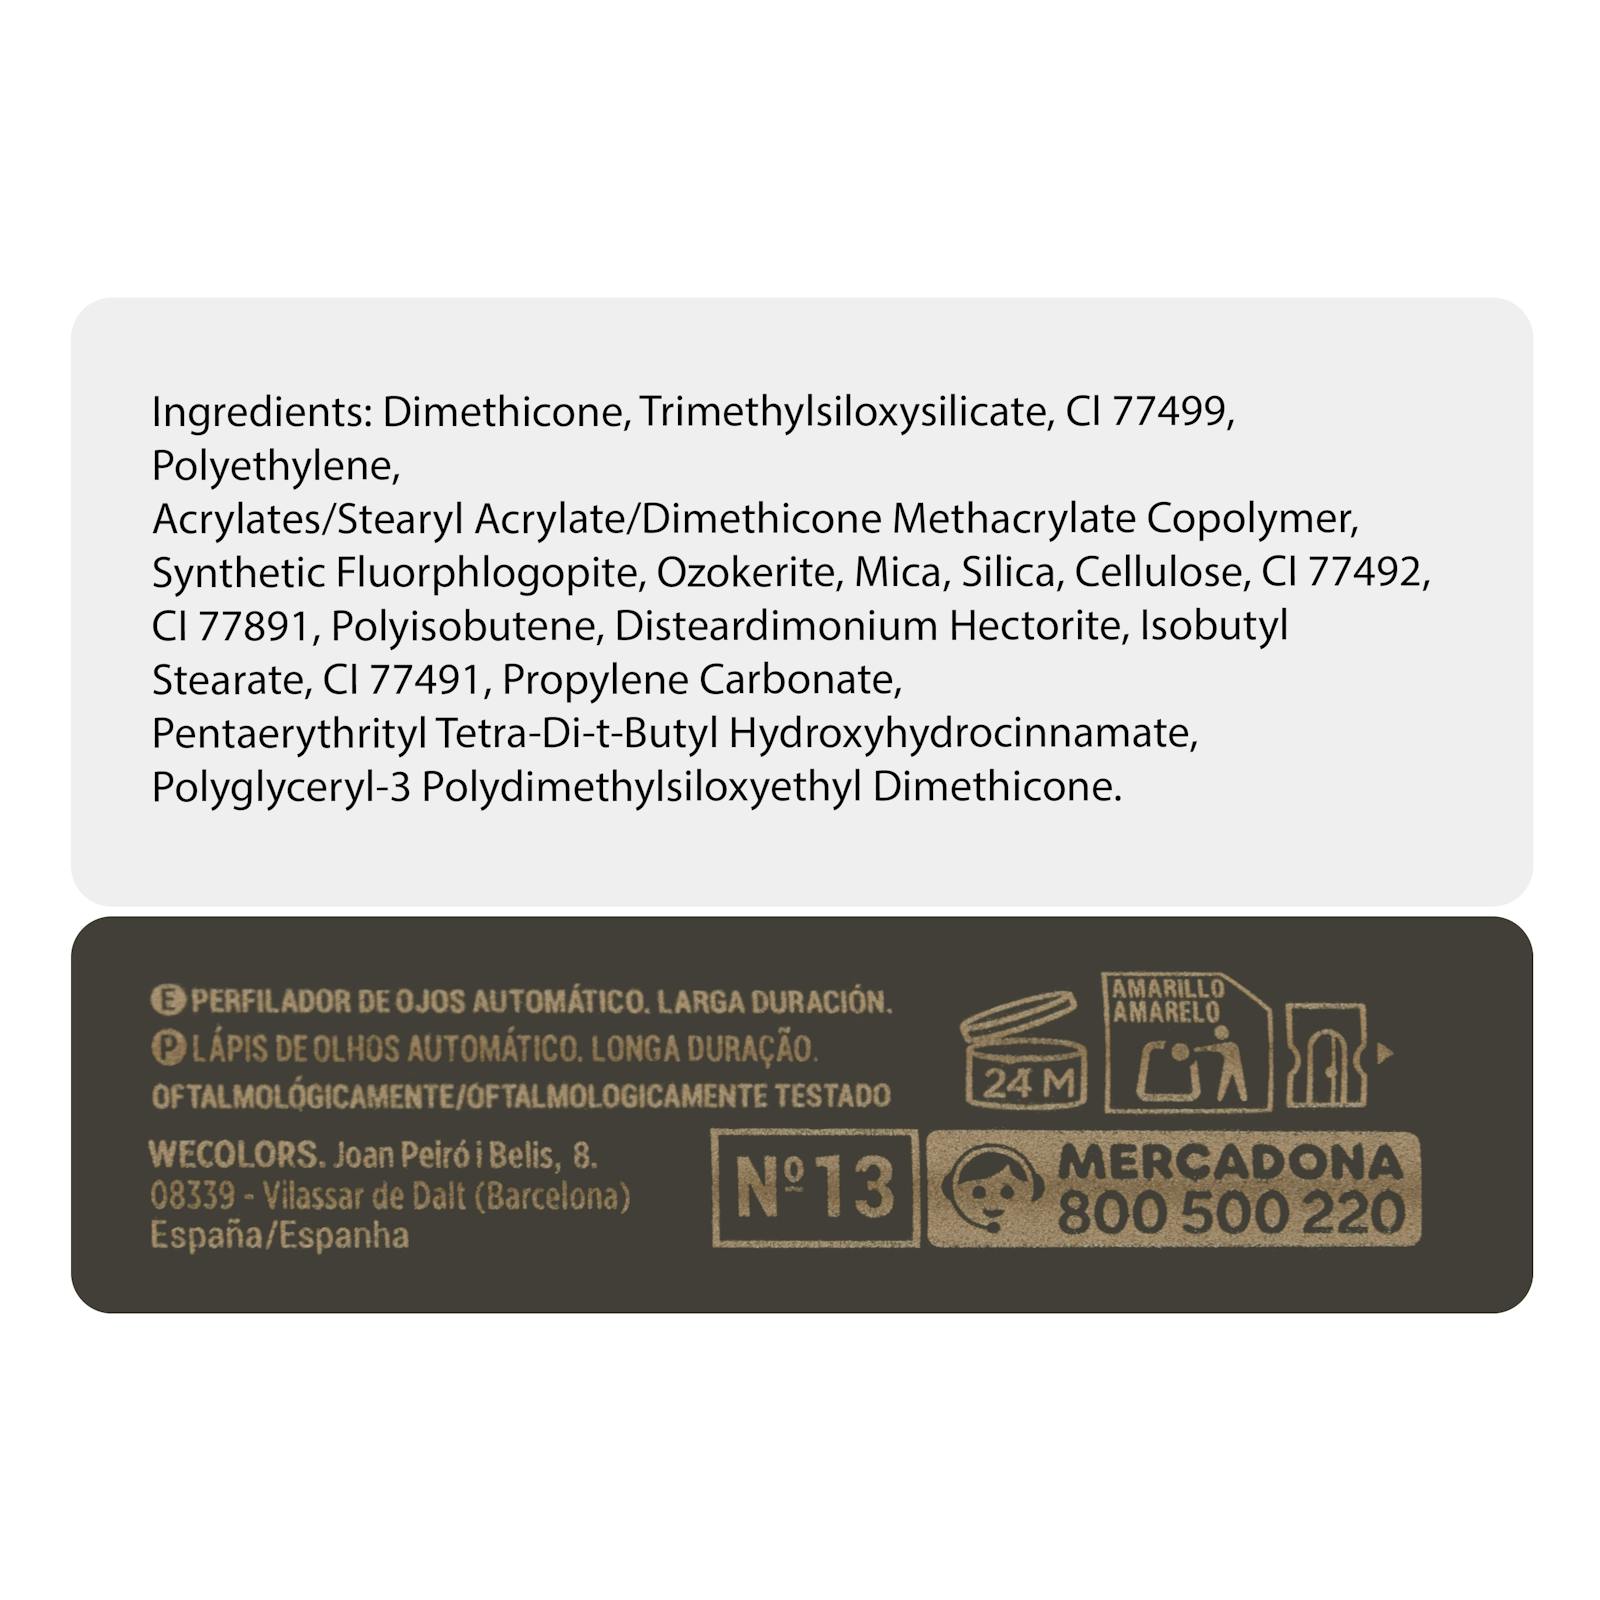 Ingredients: Dimethicone, Trimethylsiloxysilicate, CI 77499,
Polyethylene,
Acrylates/Stearyl Acrylate/Dimethicone Methacrylate Copolymer,
Synthetic Fluorphlogopite, Ozokerite, Mica, Silica, Cellulose, CI 77492,
CI 77891, Polyisobutene, Disteardimonium Hectorite, Isobutyl
Stearate, CI 77491, Propylene Carbonate,
Pentaerythrityl Tetra-Di-t-Butyl Hydroxyhydrocinnamate,
Polyglyceryl-3 Polydimethylsiloxyethyl Dimethicone.
E PERFILADOR DE OJOS AUTOMÁTICO. LARGA DURACIÓN.
P LÁPIS DE OLHOS AUTOMÁTICO. LONGA DURAÇÃO.
OFTALMOLÓGICAMENTE/OFTALMOLOGICAMENTE TESTADO
24 M
AMARILLO
AMARELO
WECOLORS. Joan Peiró i Belis, 8.
08339 - Vilassar de Dalt (Barcelona)
España/Espanha
Nº 13
MERCADONA
800 500 220